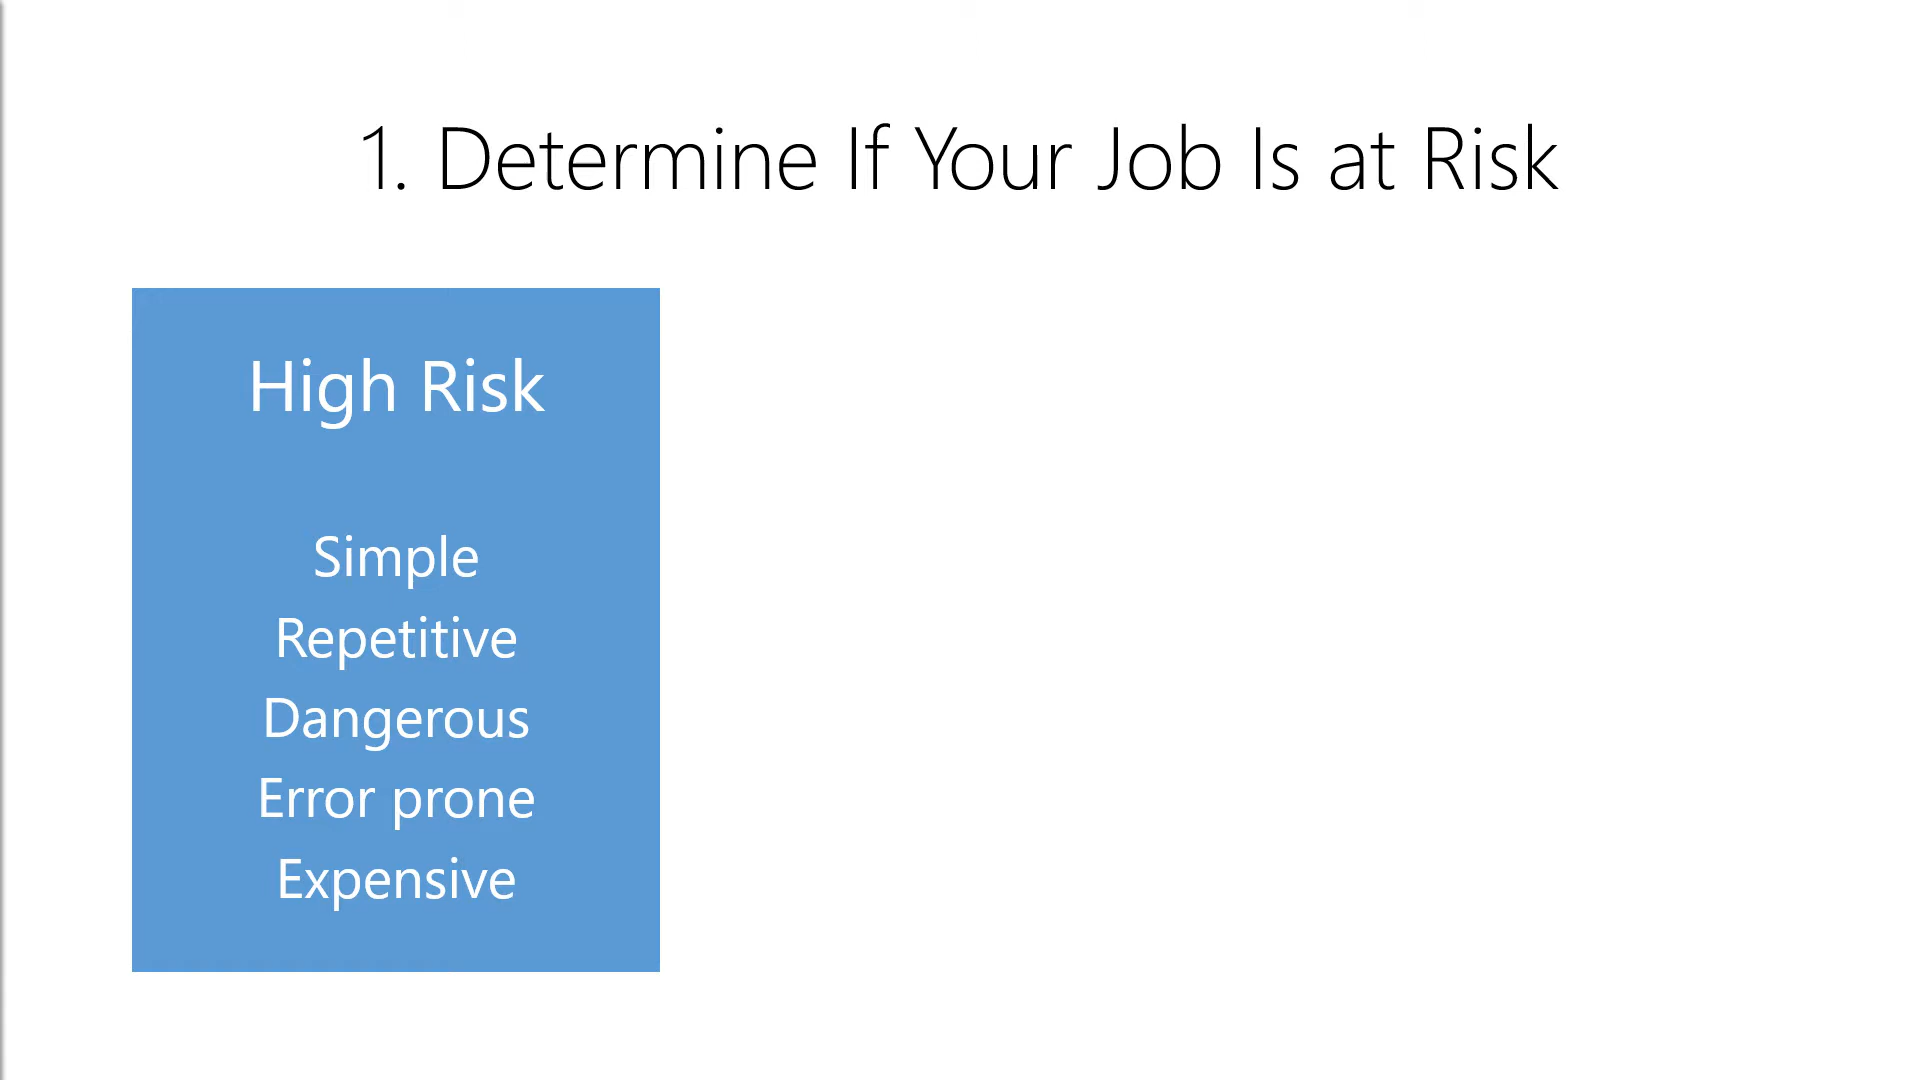 1. Determine If Your Job Is at Risk
High Risk
Simple
Repetitive
Dangerous
Error prone
Expensive